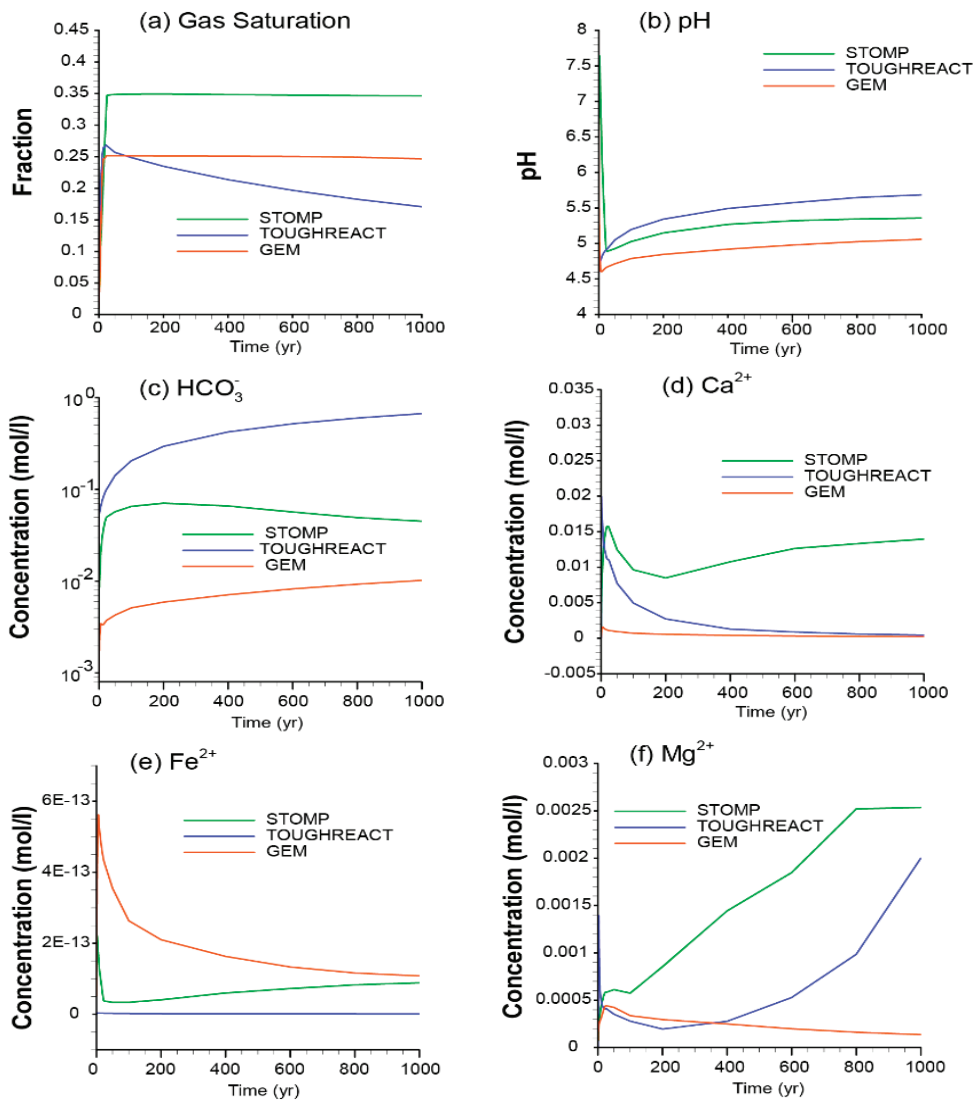 (a) Gas Saturation
Fraction
0.45
0.4
0.35
0.3
0.25
0.2
0.15
0.1
0.05
0
STOMP
TOUGHREACT
GEM
0 200 400 600 800 1000
Time (yr)
(b) pH
pH
8
7.5
7
6.5
6
5.5
5
4.5
4
STOMP
TOUGHREACT
GEM
0 200 400 600 800 1000
Time (yr)
(c) HCO₃⁻
Concentration (mol/l)
10⁰
10⁻¹
10⁻²
10⁻³
STOMP
TOUGHREACT
GEM
0 200 400 600 800 1000
Time (yr)
(d) Ca²⁺
Concentration (mol/l)
0.035
0.03
0.025
0.02
0.015
0.01
0.005
0
-0.005
STOMP
TOUGHREACT
GEM
0 200 400 600 800 1000
Time (yr)
(e) Fe²⁺
Concentration (mol/l)
6E-13
4E-13
2E-13
0
STOMP
TOUGHREACT
GEM
0 200 400 600 800 1000
Time (yr)
(f) Mg²⁺
Concentration (mol/l)
0.003
0.0025
0.002
0.0015
0.001
0.0005
0
STOMP
TOUGHREACT
GEM
0 200 400 600 800 1000
Time (yr)